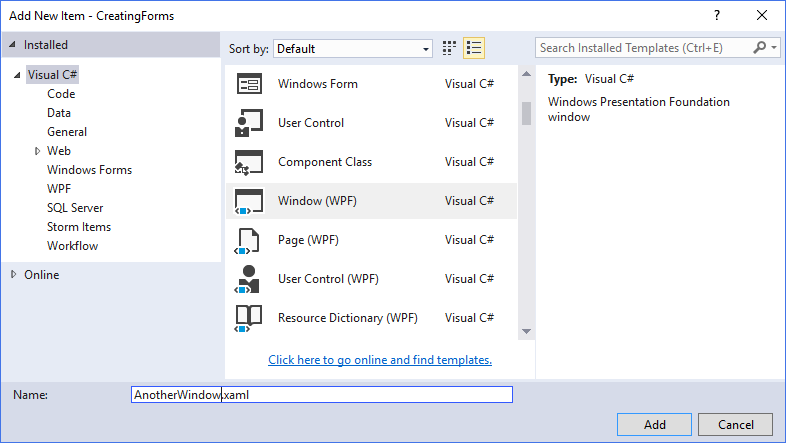 Add New Item - CreatingForms
Installed
Sort by: Default
Search Installed Templates (Ctrl+E)
Visual C#
Code
Data
General
Web
Windows Forms
WPF
SQL Server
Storm Items
Workflow
Online
Windows Form Visual C#
User Control Visual C#
Component Class Visual C#
Window (WPF) Visual C#
Page (WPF) Visual C#
User Control (WPF) Visual C#
Resource Dictionary (WPF) Visual C#
Click here to go online and find templates.
Type: Visual C#
Windows Presentation Foundation
window
Name: AnotherWindow.xaml
Add Cancel